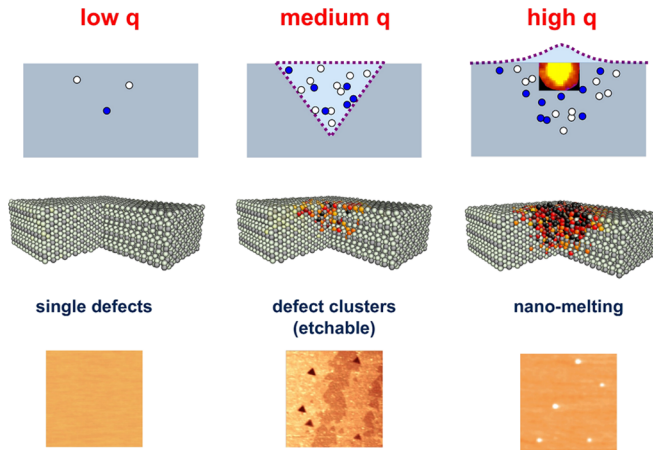 low q
medium q
high q
single defects
defect clusters
(etchable)
nano-melting